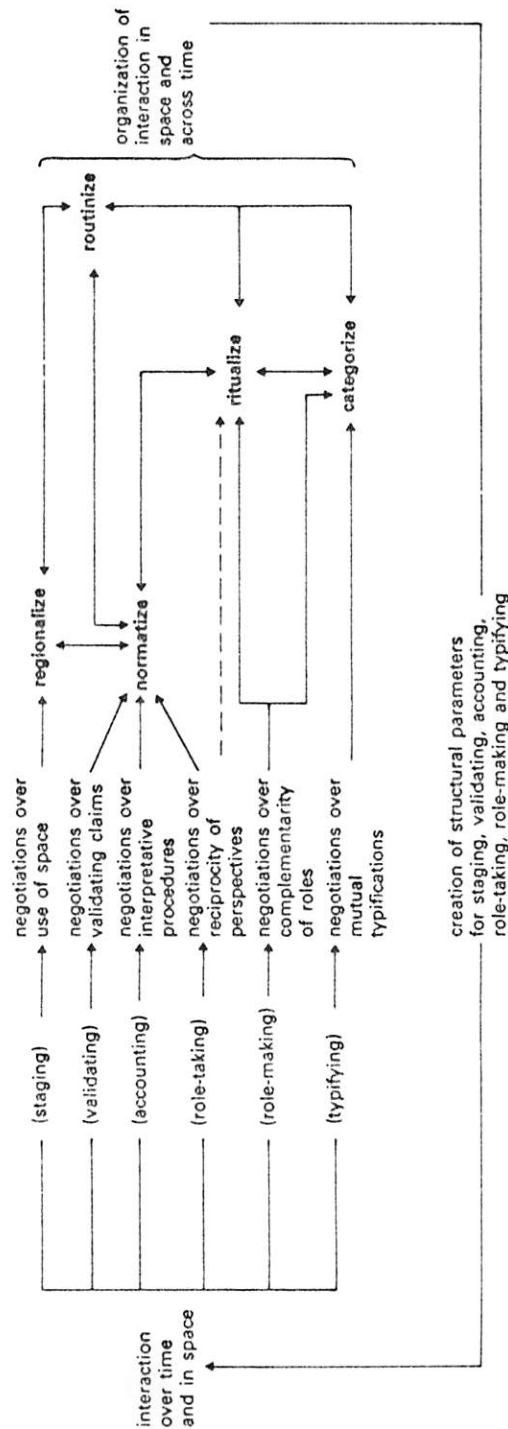 interaction
over time
and in space
(staging)
(validating)
(accounting)
(role-taking)
(role-making)
(typifying)
negotiations over
use of space
negotiations over
validating claims
negotiations over
interpretative
procedures
negotiations over
reciprocity of
perspectives
negotiations over
complementarity
of roles
negotiations over
mutual
typifications
regionalize
normatize
ritualize
categorize
routinize
organization of
interaction in
space and
across time
creation of structural parameters
for staging, validating, accounting,
role-taking, role-making and typifying